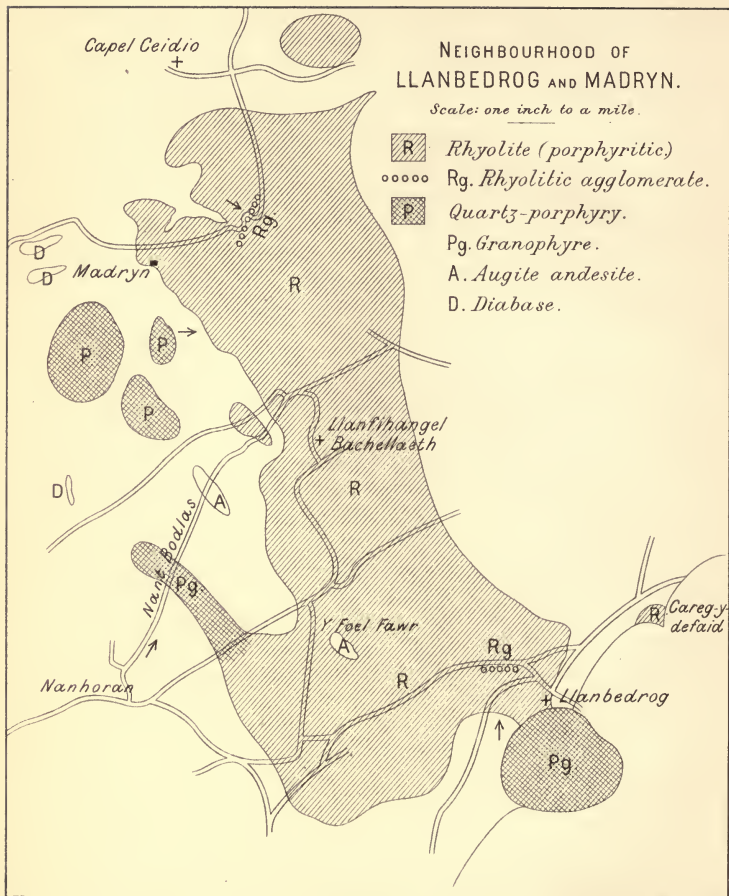 Capel Ceidio
NEIGHBOURHOOD OF
LLANBEDROG AND MADRYN.
Scale: one inch to a mile.
R Rhyolite (porphyritic)
Rg. Rhyolitic agglomerate.
P Quartz-porphyry.
Pg. Granophyre.
A. Augite andesite.
D. Diabase.
Rg
D
D
Madryn
R
P
P
P
Llanfihangel
Bachellaeth
R
D
A
Nant Bodlas
Pg.
Y Foel Fawr
A
R
Careg-y-
defaid
Rg
R
Nanhoran
Llanbedrog
Pg.